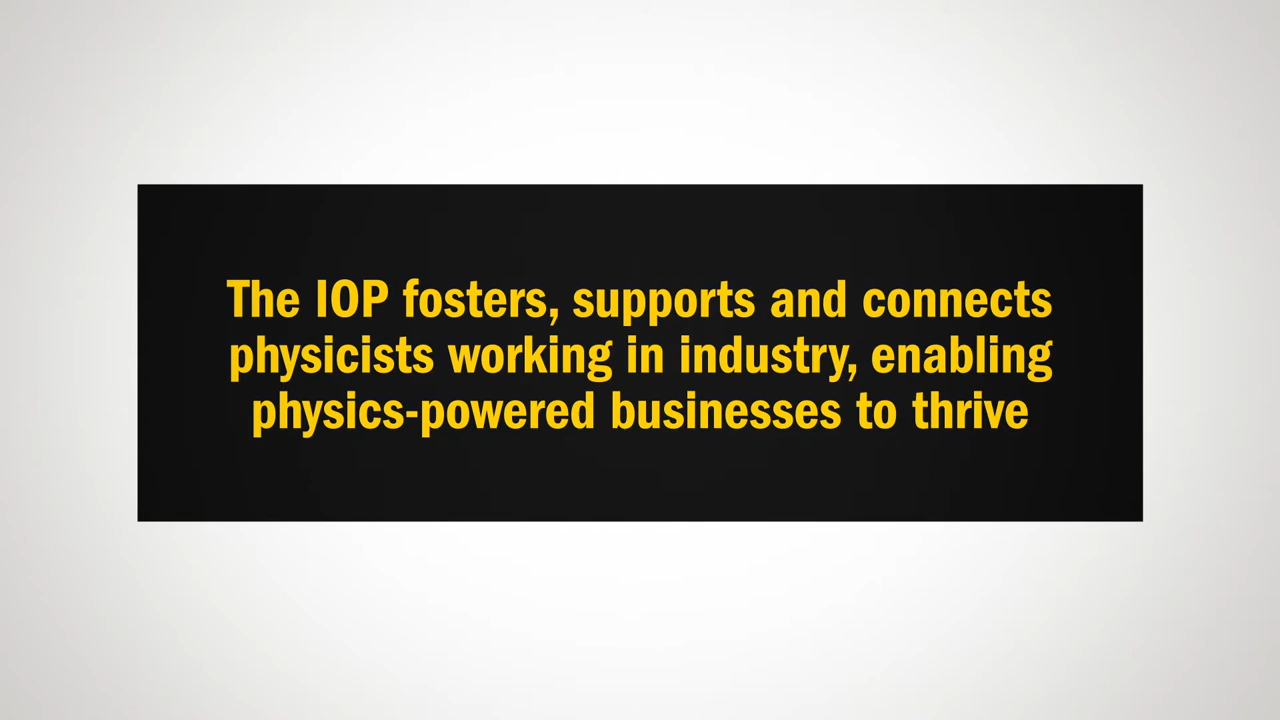 The IOP fosters, supports and connects
physicists working in industry, enabling
physics-powered businesses to thrive